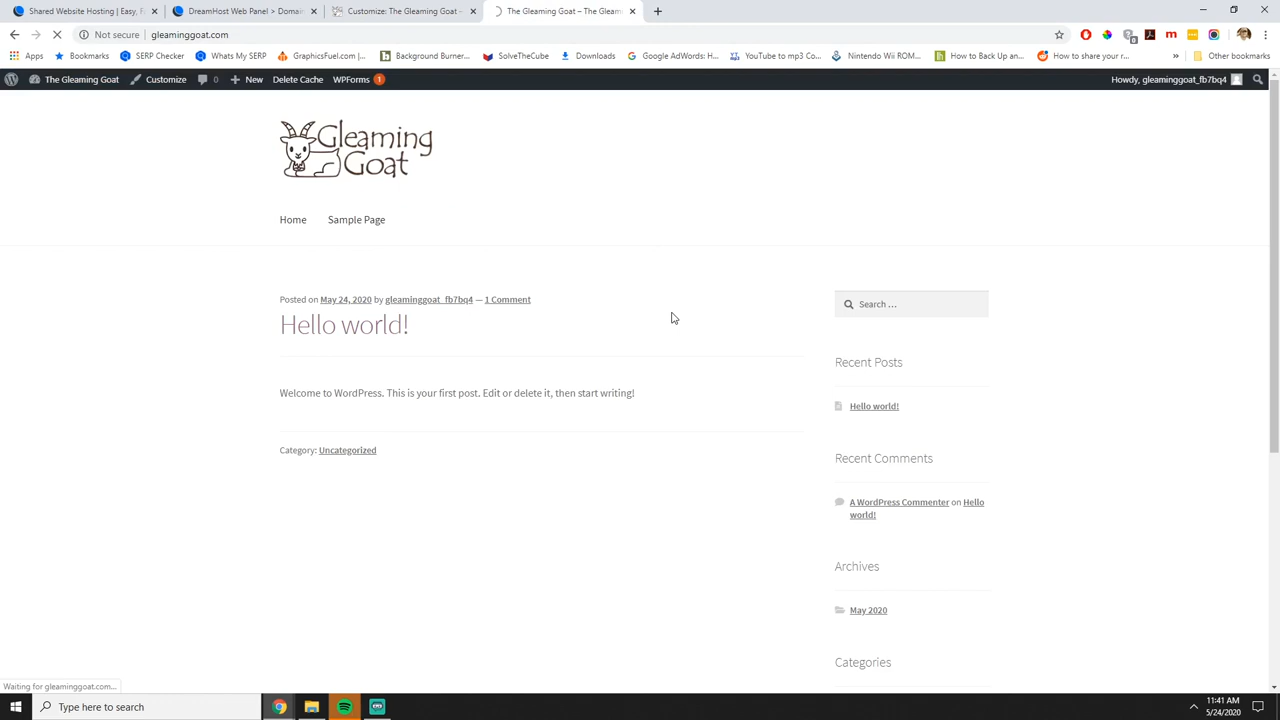 Shared Website Hosting | Easy, F
DreamHost Web Panel > Domain
Customize: The Gleaming Goat –
The Gleaming Goat – The Gleam
Not secure | gleaminggoat.com
Apps
Bookmarks
SERP Checker
Whats My SERP
GraphicsFuel.com |...
Background Burner...
SolveTheCube
Downloads
Google AdWords: H...
YouTube to mp3 Co...
Nintendo Wii ROM...
How to Back Up an...
How to share your r...
»
Other bookmarks
The Gleaming Goat
Customize
0
New
Delete Cache
WPForms 1
Howdy, gleaminggoat_fb7bq4
Gleaming
Goat
Home
Sample Page
Posted on May 24, 2020 by gleaminggoat_fb7bq4 — 1 Comment
Hello world!
Welcome to WordPress. This is your first post. Edit or delete it, then start writing!
Category: Uncategorized
Search …
Recent Posts
Hello world!
Recent Comments
A WordPress Commenter on Hello
world!
Archives
May 2020
Categories
Waiting for gleaminggoat.com...
Type here to search
11:41 AM
5/24/2020